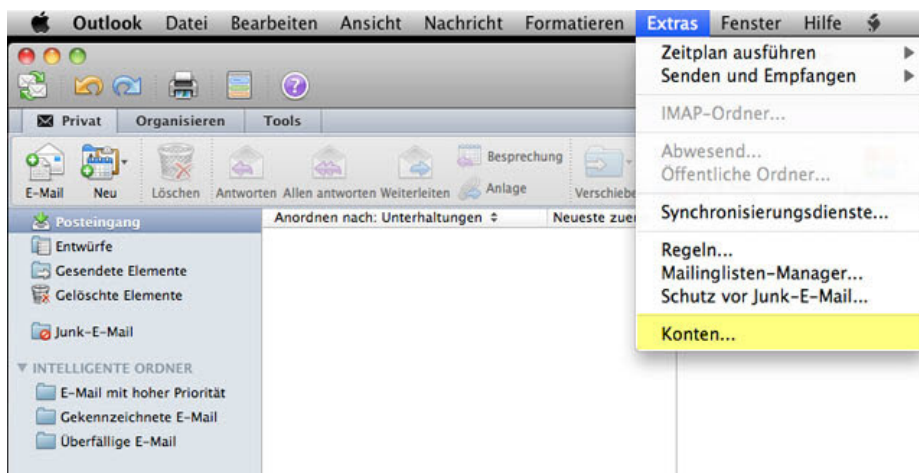 Outlook Datei Bearbeiten Ansicht Nachricht Formatieren Extras Fenster Hilfe
Zeitplan ausführen
Senden und Empfangen
IMAP-Ordner...
Abwesend...
Öffentliche Ordner...
Synchronisierungsdienste...
Regeln...
Mailinglisten-Manager...
Schutz vor Junk-E-Mail...
Konten...
Privat Organisieren Tools
E-Mail Neu Löschen Antworten Allen antworten Weiterleiten Besprechung Anlage Verschiebe
Anordnen nach: Unterhaltungen Neueste zue
Posteingang
Entwürfe
Gesendete Elemente
Gelöschte Elemente
Junk-E-Mail
INTELLIGENTE ORDNER
E-Mail mit hoher Priorität
Gekennzeichnete E-Mail
Überfällige E-Mail